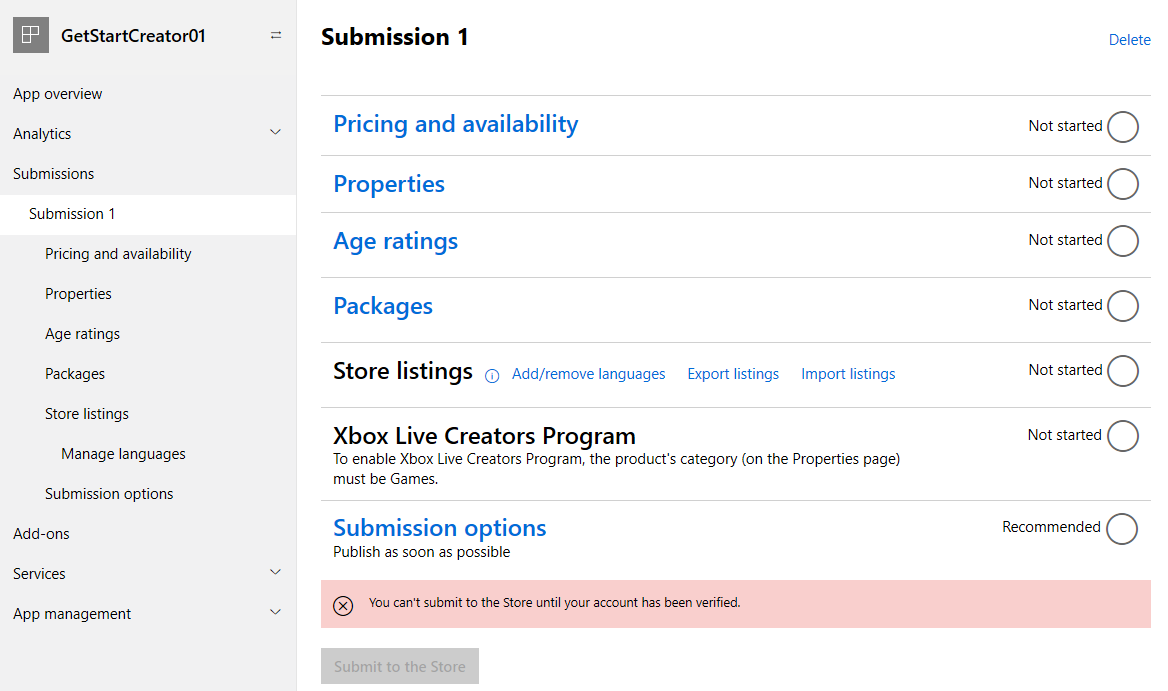 GetStartCreator01
App overview
Analytics
Submissions
Submission 1
Pricing and availability
Properties
Age ratings
Packages
Store listings
Manage languages
Submission options
Add-ons
Services
App management
Submission 1
Delete
Pricing and availability Not started
Properties Not started
Age ratings Not started
Packages Not started
Store listings Add/remove languages Export listings Import listings Not started
Xbox Live Creators Program Not started
To enable Xbox Live Creators Program, the product's category (on the Properties page)
must be Games.
Submission options Recommended
Publish as soon as possible
You can't submit to the Store until your account has been verified.
Submit to the Store